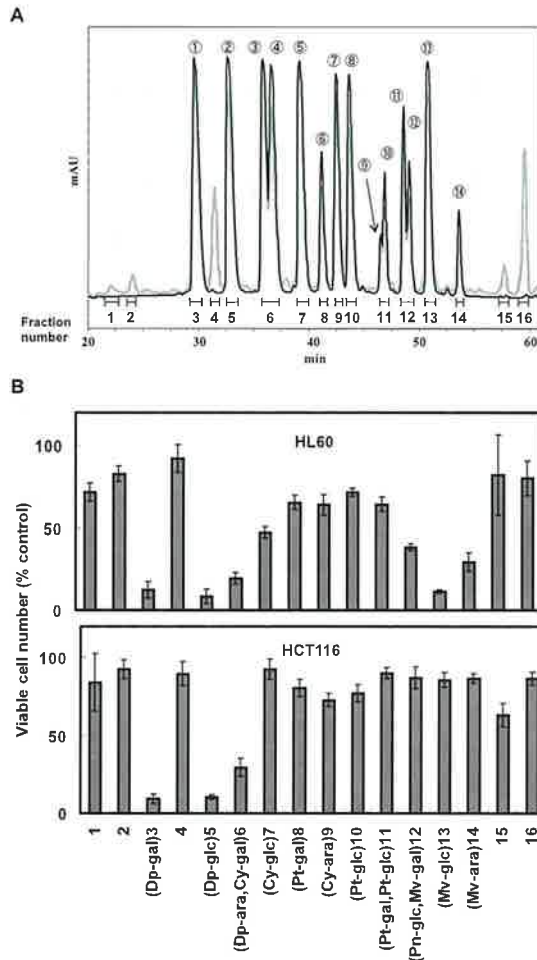 A
① ② ③ ④ ⑤ ⑥ ⑦ ⑧ ⑨ ⑩ ⑪ ⑫ ⑬ ⑭
mAU
Fraction number
1 2 3 4 5 6 7 8 9 10 11 12 13 14 15 16
20 30 40 50 60
min
B
Viable cell number (% control)
HL60
100
50
0
HCT116
100
50
0
1
2
(Dp-gal)3
4
(Dp-glc)5
(Dp-ara,Cy-gal)6
(Cy-glc)7
(Pt-gal)8
(Cy-ara)9
(Pt-glc)10
(Pt-gal,Pt-glc)11
(Pn-glc,Mv-gal)12
(Mv-glc)13
(Mv-ara)14
15
16